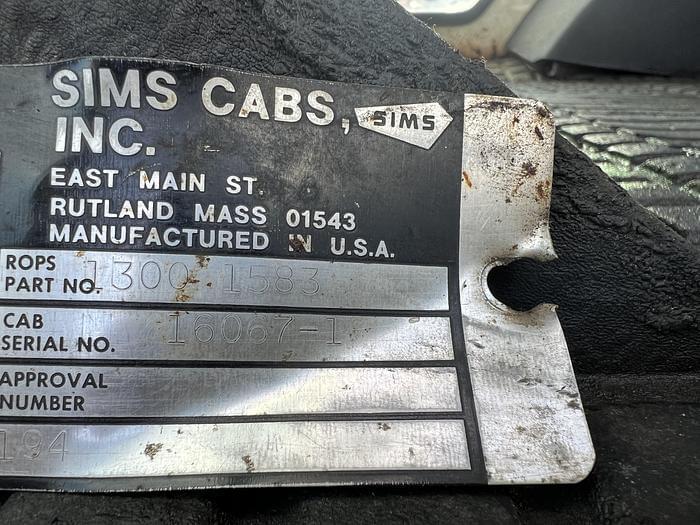 SIMS CABS,
INC.
SIMS
EAST MAIN ST.
RUTLAND MASS 01543
MANUFACTURED IN U.S.A.
ROPS
PART NO. 1300 1583
CAB
SERIAL NO. 16067-1
APPROVAL
NUMBER
194